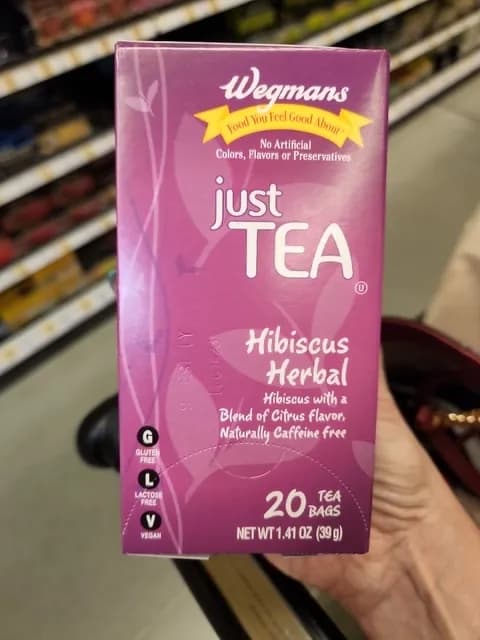 Wegmans
Food You Feel Good About
No Artificial
Colors, Flavors or Preservatives
just
TEA
U
Hibiscus
Herbal
Hibiscus with a
Blend of Citrus flavor,
Naturally Caffeine free
G
GLUTEN
FREE
L
LACTOSE
FREE
V
VEGAN
20 TEA
BAGS
NET WT 1.41 OZ (39 g)